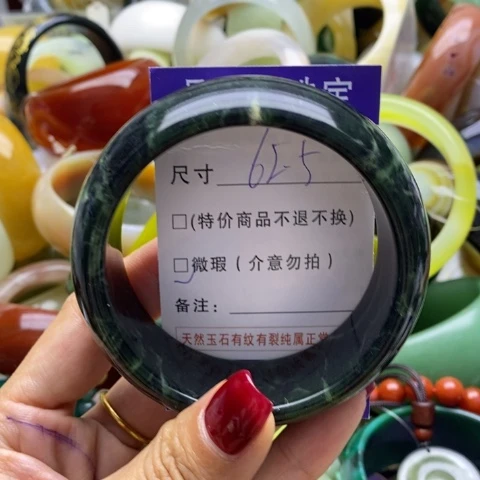 尺寸 62.5
□(特价商品不退不换)
□微瑕（介意勿拍）
备注：
天然玉石有纹有裂纯属正常